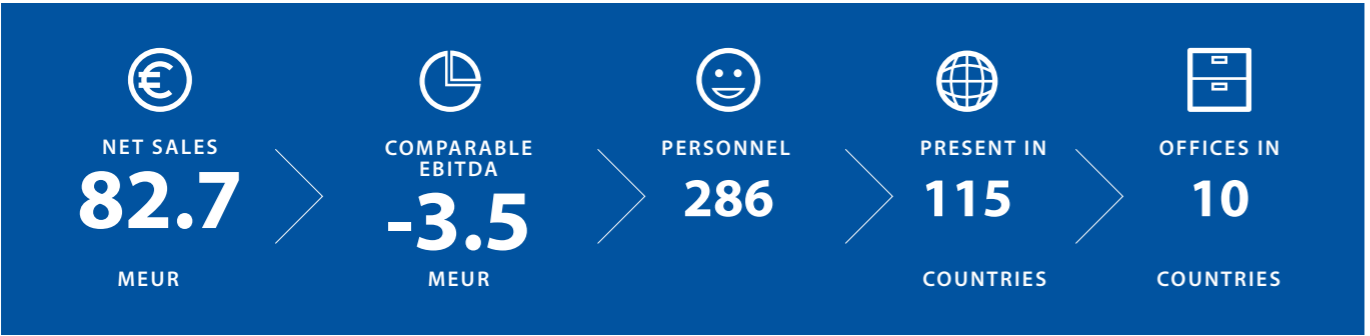 NET SALES
82.7
MEUR
COMPARABLE
EBITDA
-3.5
MEUR
PERSONNEL
286
PRESENT IN
115
COUNTRIES
OFFICES IN
10
COUNTRIES